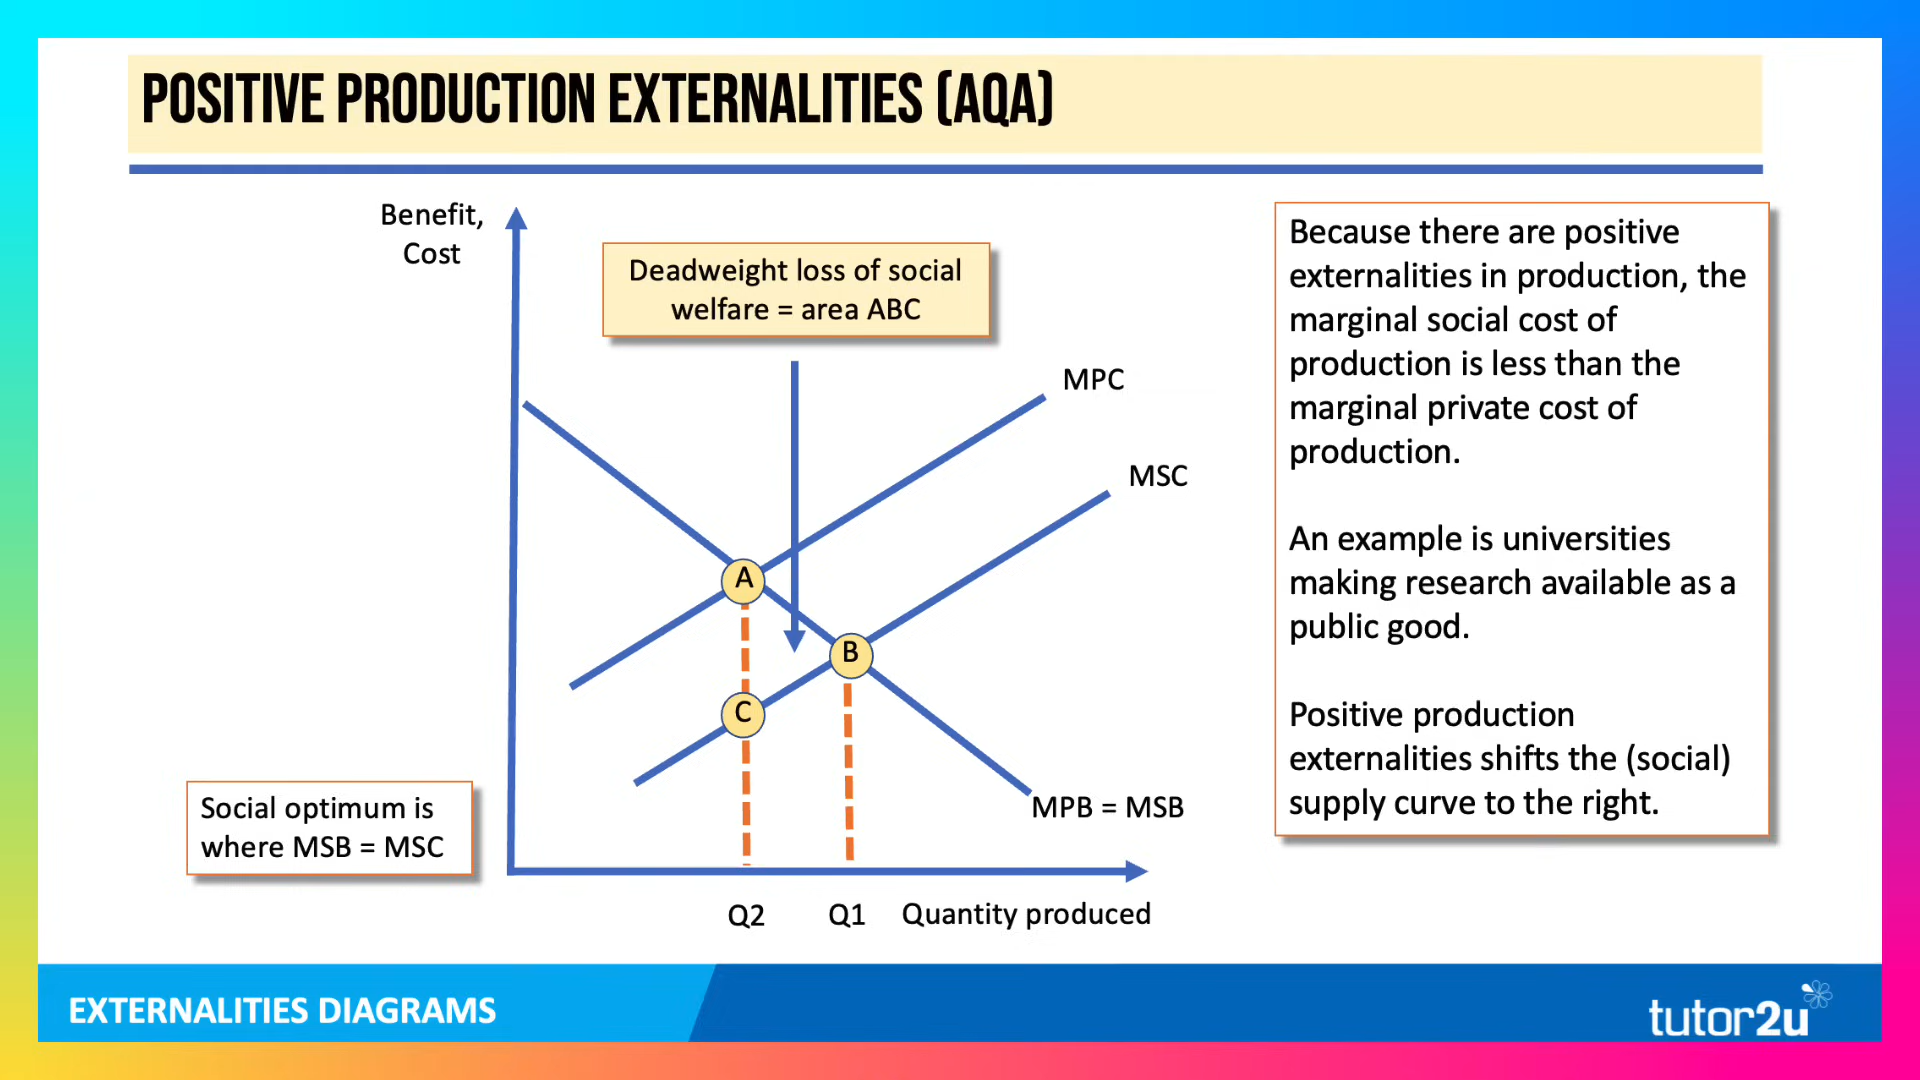 POSITIVE PRODUCTION EXTERNALITIES (AQA)
Benefit,
Cost
Deadweight loss of social
welfare = area ABC
MPC
MSC
A
B
C
MPB = MSB
Social optimum is
where MSB = MSC
Q2
Q1
Quantity produced
Because there are positive
externalities in production, the
marginal social cost of
production is less than the
marginal private cost of
production.
An example is universities
making research available as a
public good.
Positive production
externalities shifts the (social)
supply curve to the right.
EXTERNALITIES DIAGRAMS
tutor2u